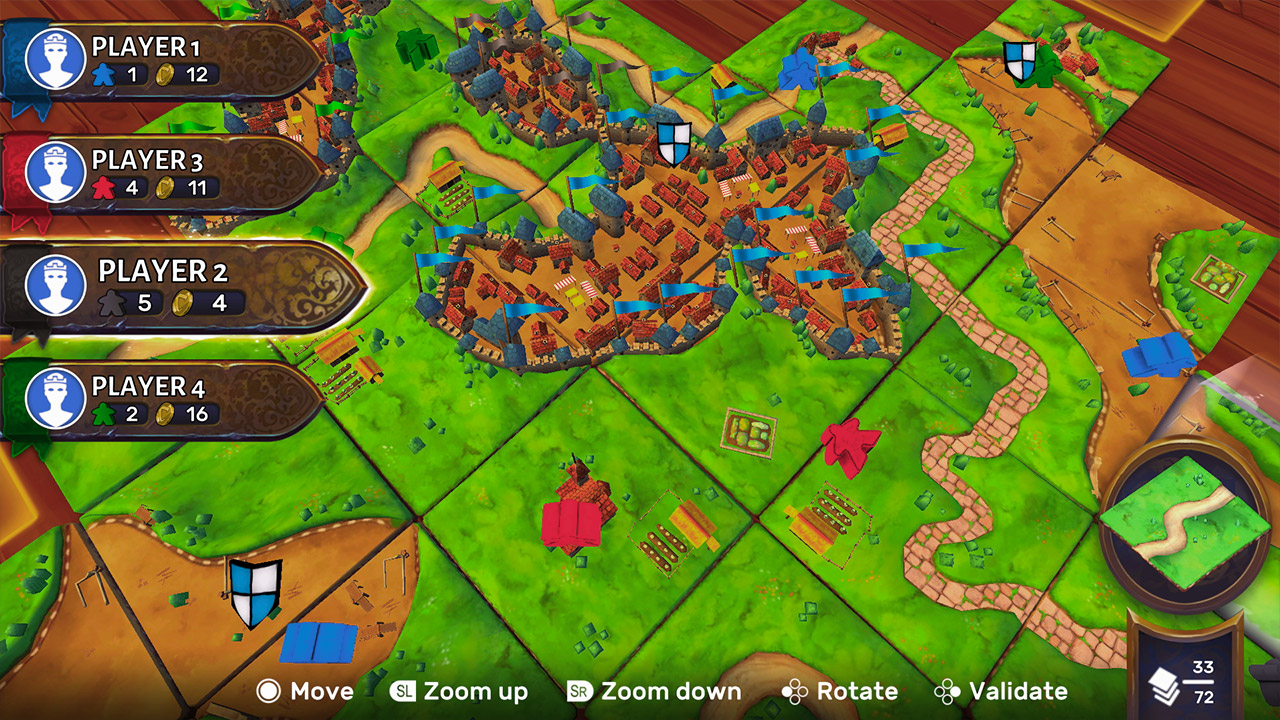 PLAYER 1
1 12
PLAYER 3
4 11
PLAYER 2
5 4
PLAYER 4
2 16
33
72
Move SL Zoom up SR Zoom down Rotate Validate